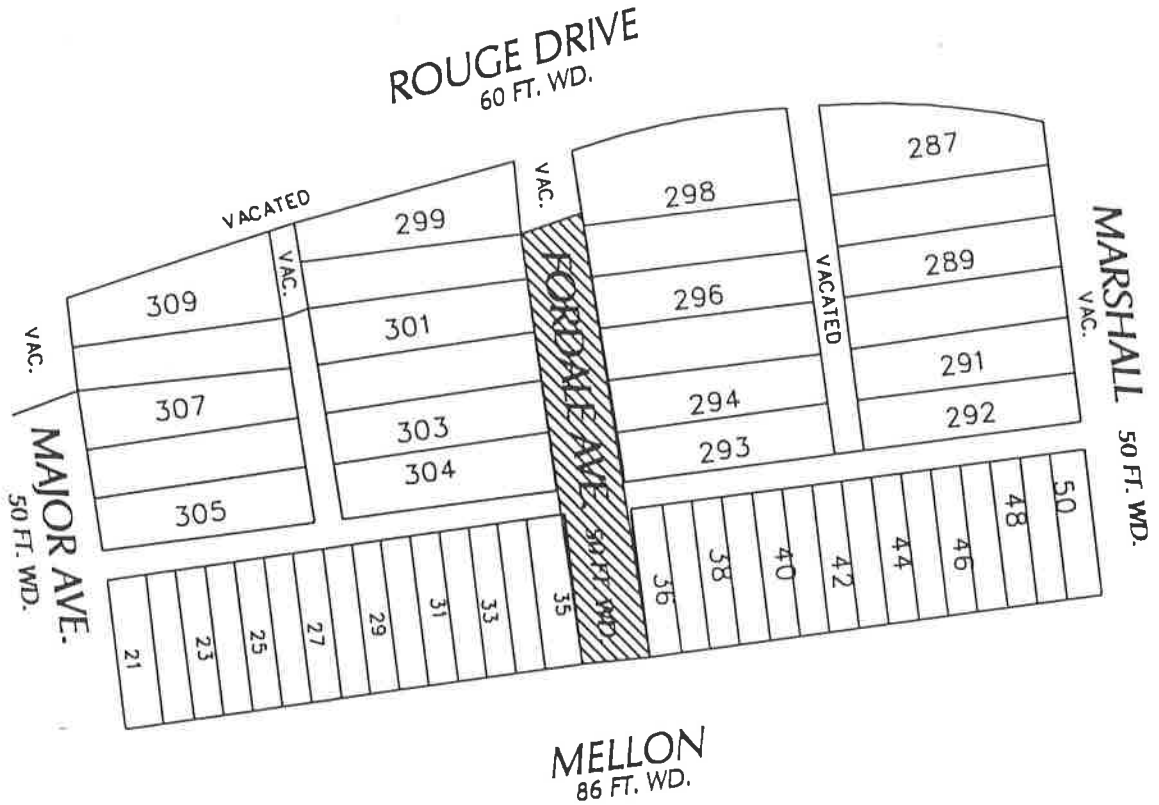 ROUGE DRIVE
60 FT. WD.
VACATED
VAC.
VAC.
VAC.
299
298
287
309
301
296
289
VACATED
VAC.
MARSHALL
50 FT. WD.
307
303
294
291
304
293
292
305
FORDALE AVE. 50 FT. WD
MAJOR AVE.
50 FT. WD.
21
23
25
27
29
31
33
35
36
38
40
42
44
46
48
50
MELLON
86 FT. WD.